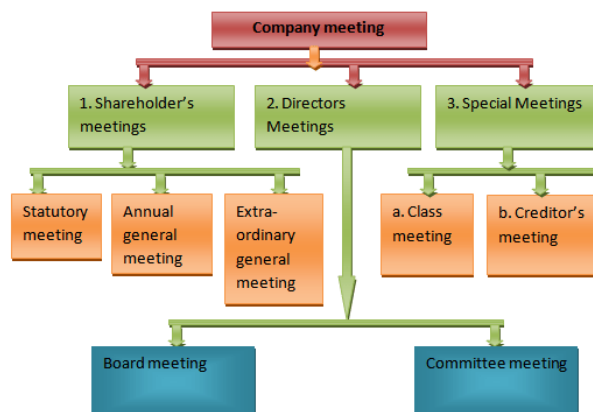 Company meeting
1. Shareholder's
meetings
2. Directors
Meetings
3. Special Meetings
Statutory
meeting
Annual
general
meeting
Extra-
ordinary
general
meeting
a. Class
meeting
b. Creditor's
meeting
Board meeting
Committee meeting